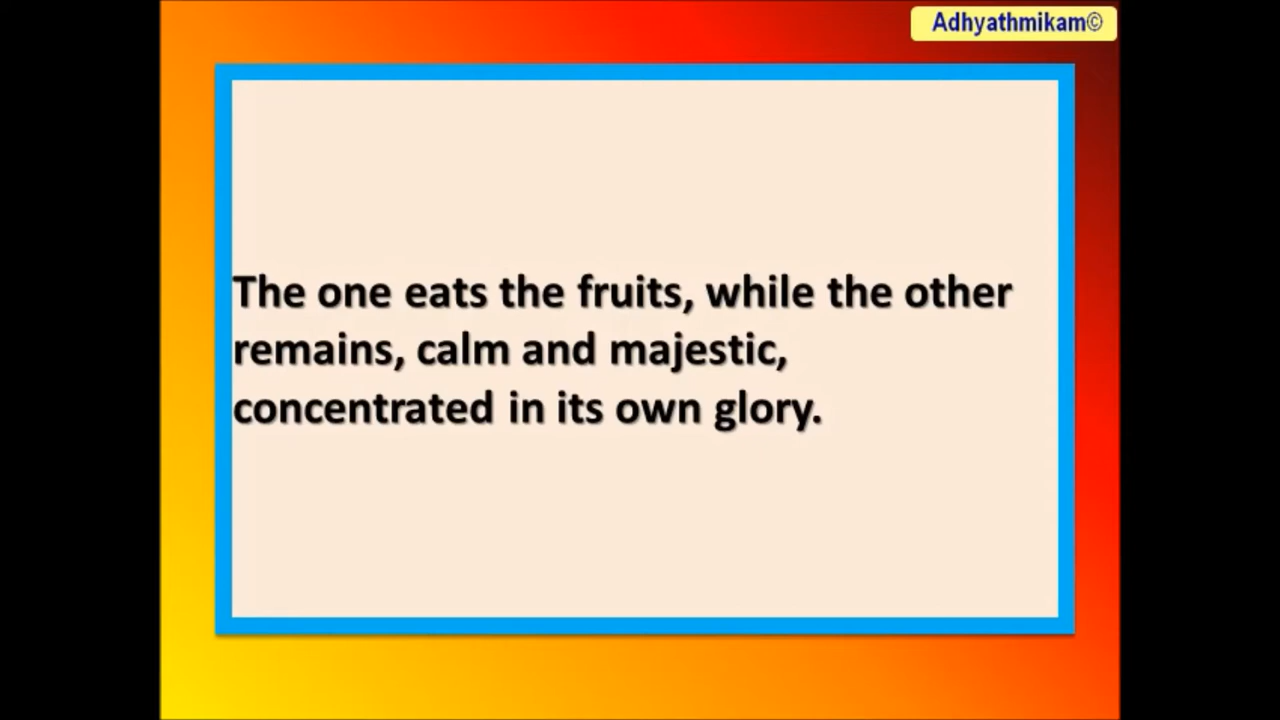 Adhyathmikam©
The one eats the fruits, while the other
remains, calm and majestic,
concentrated in its own glory.